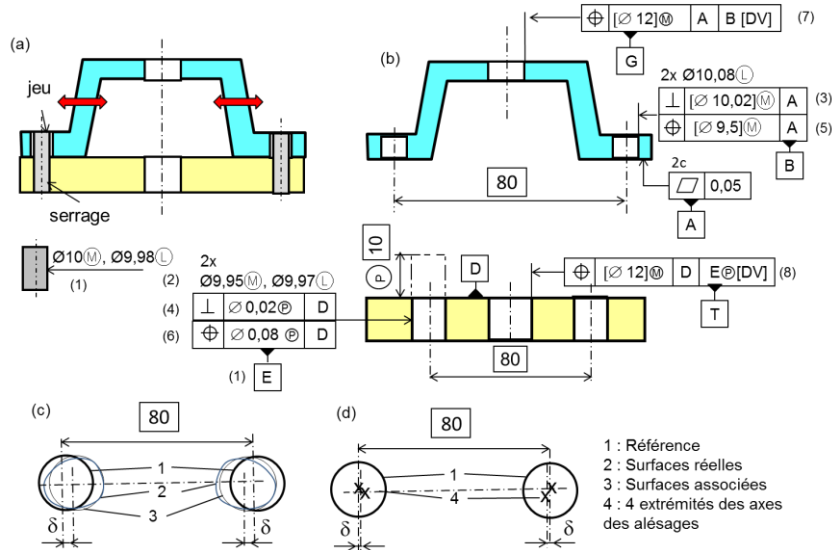 (a)
jeu
serrage
(b)
⌖ [Ø 12]Ⓜ A B [DV] (7)
G
2x Ø10,08Ⓛ
⊥ [Ø 10,02]Ⓜ A (3)
⌖ [Ø 9,5]Ⓜ A (5)
B
80
2c
⏥ 0,05
A
Ø10Ⓜ, Ø9,98Ⓛ
(1)
2x
(2) Ø9,95Ⓜ, Ø9,97Ⓛ
(4) ⊥ Ø 0,02Ⓟ D
(6) ⌖ Ø 0,08 Ⓟ D
(1) E
10
Ⓟ
D
⌖ [Ø 12]Ⓜ D EⓅ[DV] (8)
T
80
(c)
80
1
2
3
δ
δ
(d)
80
1
4
δ
δ
1 : Référence
2 : Surfaces réelles
3 : Surfaces associées
4 : 4 extrémités des axes
des alésages